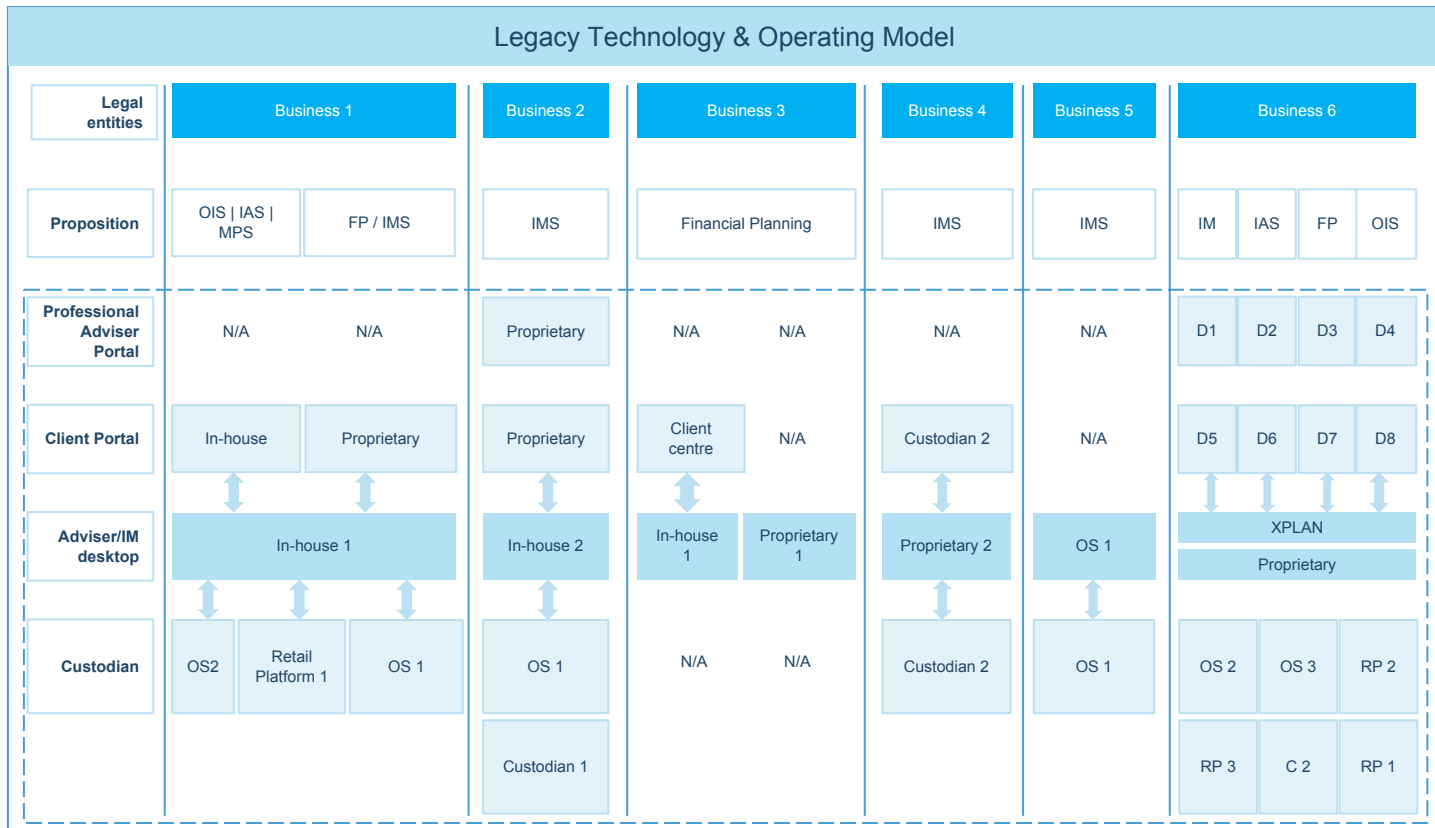 Legacy Technology & Operating Model
Legal
entities
Business 1
Business 2
Business 3
Business 4
Business 5
Business 6
Proposition
OIS | IAS |
MPS
FP / IMS
IMS
Financial Planning
IMS
IMS
IM
IAS
FP
OIS
Professional
Adviser
Portal
N/A
N/A
Proprietary
N/A
N/A
N/A
N/A
D1
D2
D3
D4
Client Portal
In-house
Proprietary
Proprietary
Client
centre
N/A
Custodian 2
N/A
D5
D6
D7
D8
Adviser/IM
desktop
In-house 1
In-house 2
In-house
1
Proprietary
1
Proprietary 2
OS 1
XPLAN
Proprietary
Custodian
OS2
Retail
Platform 1
OS 1
OS 1
N/A
N/A
Custodian 2
OS 1
OS 2
OS 3
RP 2
Custodian 1
RP 3
C 2
RP 1